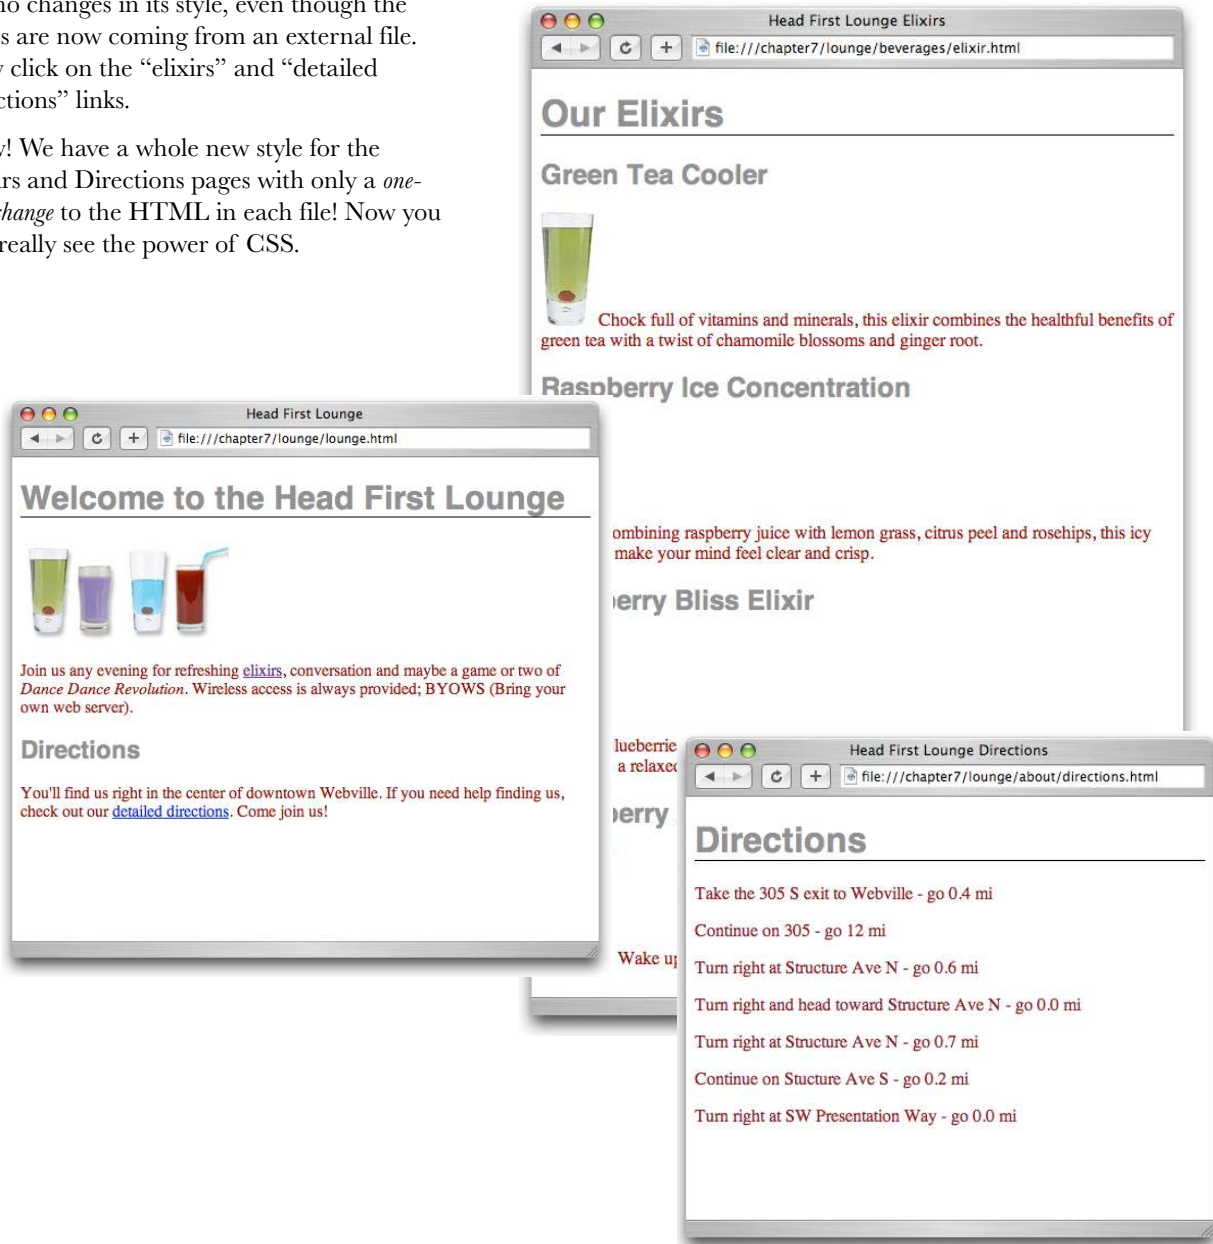 no changes in its style, even though the
s are now coming from an external file.
click on the “elixirs” and “detailed
ctions” links.
y! We have a whole new style for the
rs and Directions pages with only a one-
change to the HTML in each file! Now you
really see the power of CSS.
Head First Lounge Elixirs
file:///chapter7/lounge/beverages/elixir.html
Our Elixirs
Green Tea Cooler
Chock full of vitamins and minerals, this elixir combines the healthful benefits of
green tea with a twist of chamomile blossoms and ginger root.
Raspberry Ice Concentration
ombining raspberry juice with lemon grass, citrus peel and rosehips, this icy
make your mind feel clear and crisp.
erry Bliss Elixir
lueberrie
a relaxed
erry
Wake up
Head First Lounge
file:///chapter7/lounge/lounge.html
Welcome to the Head First Lounge
Join us any evening for refreshing elixirs, conversation and maybe a game or two of
Dance Dance Revolution. Wireless access is always provided; BYOWS (Bring your
own web server).
Directions
You'll find us right in the center of downtown Webville. If you need help finding us,
check out our detailed directions. Come join us!
Head First Lounge Directions
file:///chapter7/lounge/about/directions.html
Directions
Take the 305 S exit to Webville - go 0.4 mi
Continue on 305 - go 12 mi
Turn right at Structure Ave N - go 0.6 mi
Turn right and head toward Structure Ave N - go 0.0 mi
Turn right at Structure Ave N - go 0.7 mi
Continue on Stucture Ave S - go 0.2 mi
Turn right at SW Presentation Way - go 0.0 mi